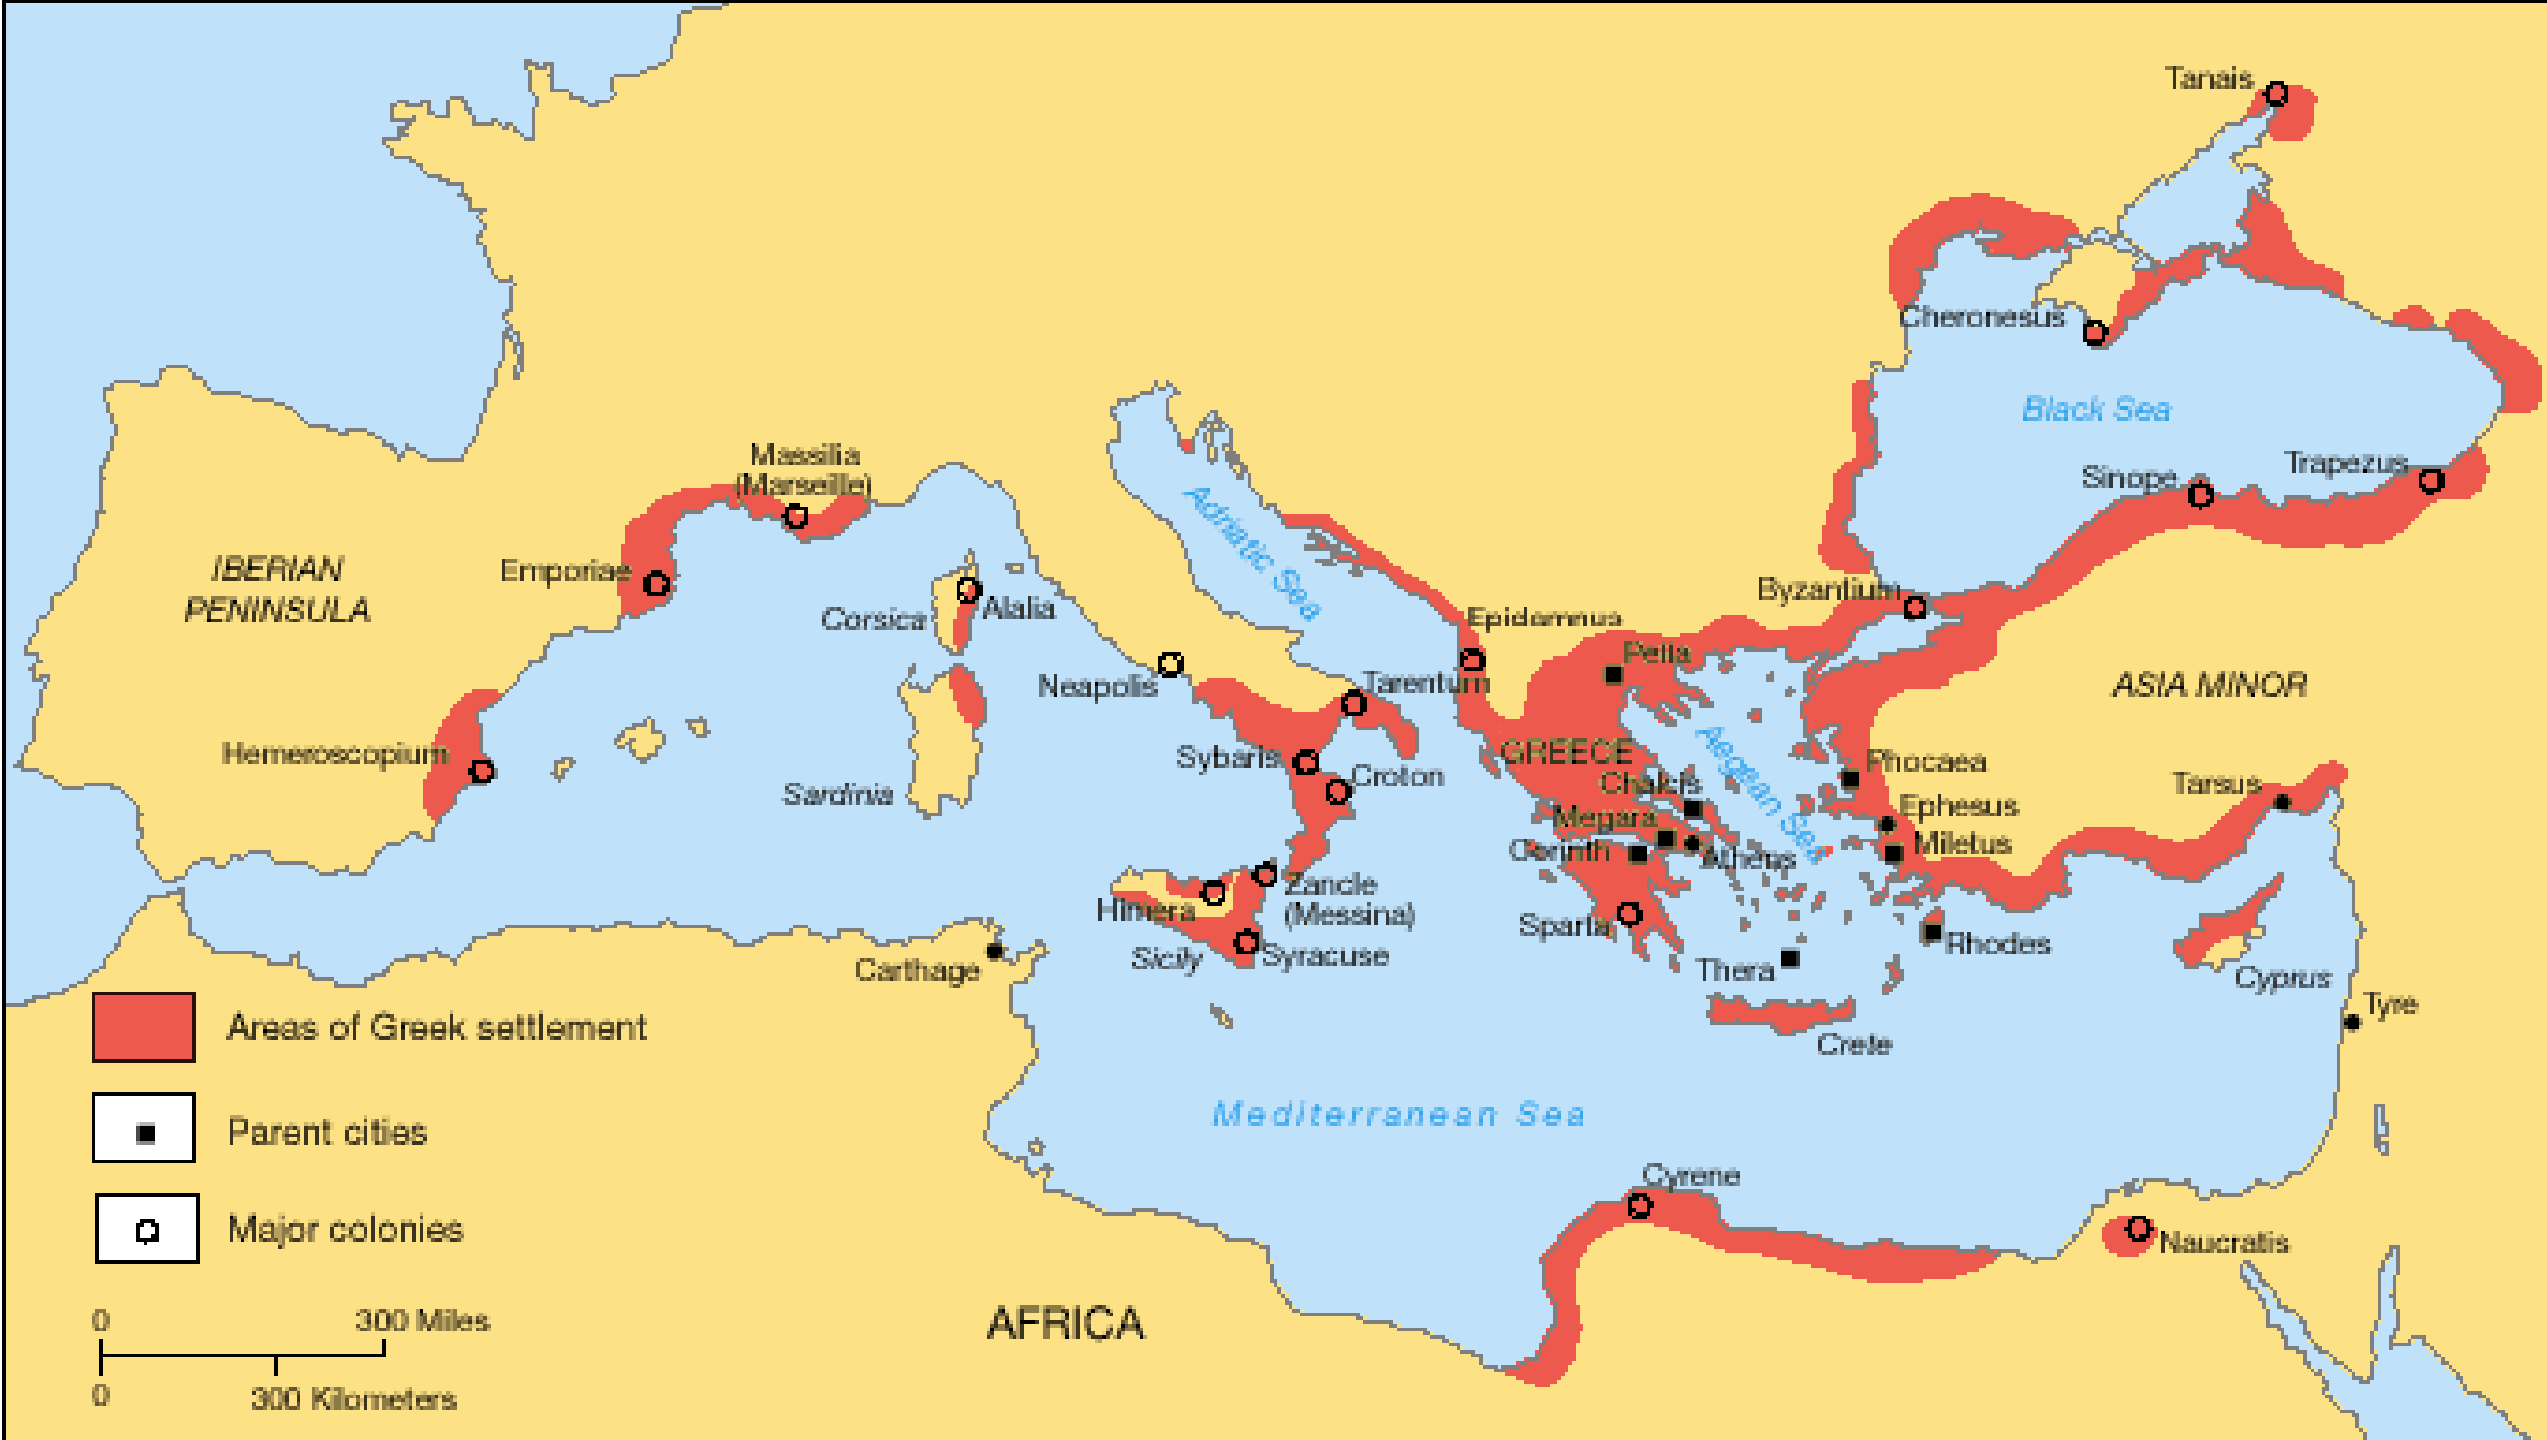 Tanais
Cheronesus
Black Sea
Massilia
(Marseille)
Sinope
Trapezus
Adriatic Sea
IBERIAN
PENINSULA
Emporiae
Corsica
Alalia
Byzantium
Epidamnus
Pella
Neapolis
Tarentum
ASIA MINOR
Hemeroscopium
Sardinia
Sybaris
Croton
GREECE
Aegean Sea
Chalcis
Phocaea
Tarsus
Megara
Ephesus
Corinth
Athens
Miletus
Himera
Zancle
(Messina)
Sparta
Carthage
Sicily
Syracuse
Thera
Rhodes
Cyprus
Tyre
Crete
Areas of Greek settlement
Mediterranean Sea
Parent cities
Cyrene
Major colonies
Naucratis
AFRICA
0 300 Miles
0 300 Kilometers